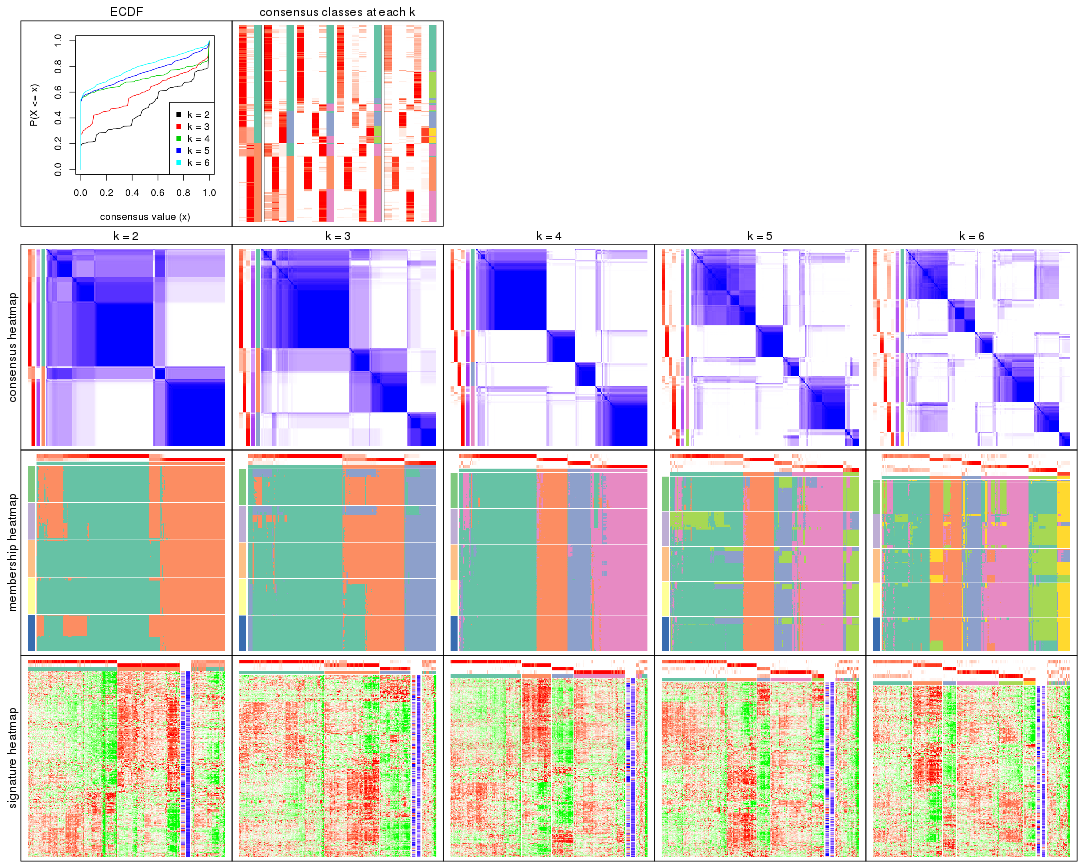 ECDF
consensus classes at each k
P(X <= x)
1.0
0.8
0.6
0.4
0.2
0.0
k = 2
k = 3
k = 4
k = 5
k = 6
0.0 0.2 0.4 0.6 0.8 1.0
consensus value (x)
k = 2
k = 3
k = 4
k = 5
k = 6
consensus heatmap
membership heatmap
signature heatmap